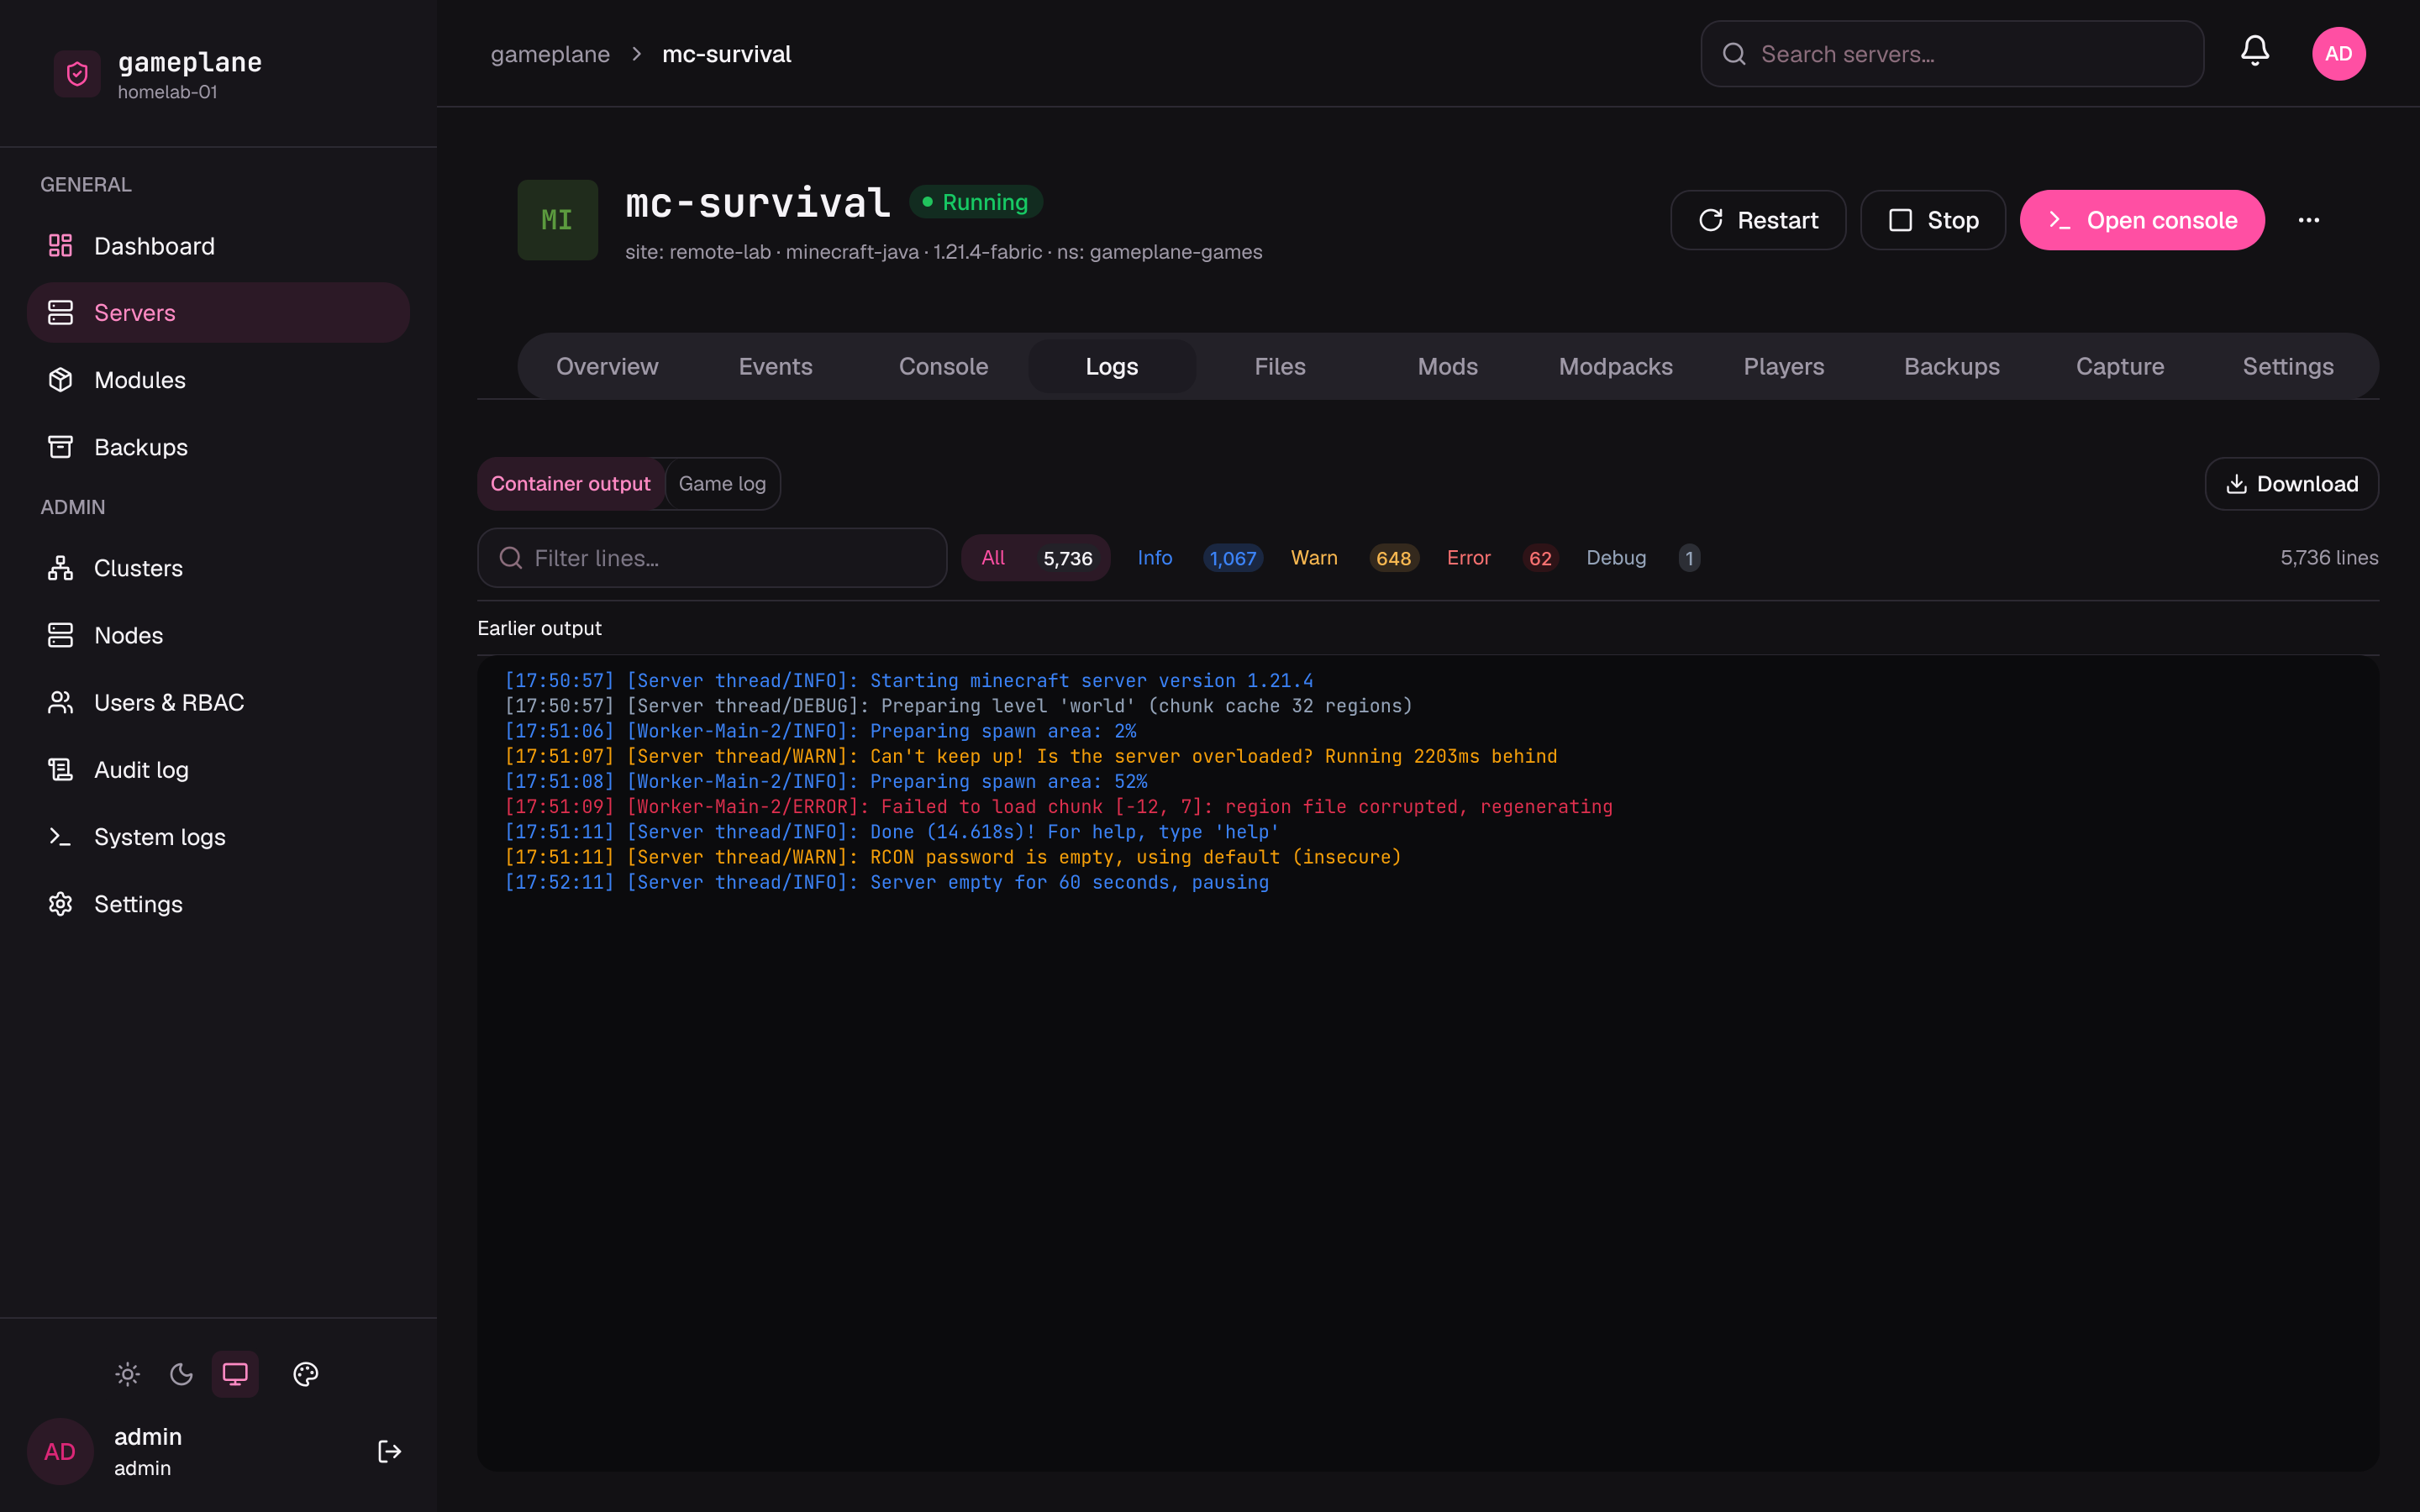 gameplane
homelab-01
GENERAL
Dashboard
Servers
Modules
Backups
ADMIN
Clusters
Nodes
Users & RBAC
Audit log
System logs
Settings
AD
admin
admin
gameplane > mc-survival
Search servers...
AD
MI
mc-survival
Running
site: remote-lab · minecraft-java · 1.21.4-fabric · ns: gameplane-games
Restart
Stop
Open console
Overview
Events
Console
Logs
Files
Mods
Modpacks
Players
Backups
Capture
Settings
Container output
Game log
Download
Filter lines...
All 5,736
Info 1,067
Warn 648
Error 62
Debug 1
5,736 lines
Earlier output
[17:50:57] [Server thread/INFO]: Starting minecraft server version 1.21.4
[17:50:57] [Server thread/DEBUG]: Preparing level 'world' (chunk cache 32 regions)
[17:51:06] [Worker-Main-2/INFO]: Preparing spawn area: 2%
[17:51:07] [Server thread/WARN]: Can't keep up! Is the server overloaded? Running 2203ms behind
[17:51:08] [Worker-Main-2/INFO]: Preparing spawn area: 52%
[17:51:09] [Worker-Main-2/ERROR]: Failed to load chunk [-12, 7]: region file corrupted, regenerating
[17:51:11] [Server thread/INFO]: Done (14.618s)! For help, type 'help'
[17:51:11] [Server thread/WARN]: RCON password is empty, using default (insecure)
[17:52:11] [Server thread/INFO]: Server empty for 60 seconds, pausing